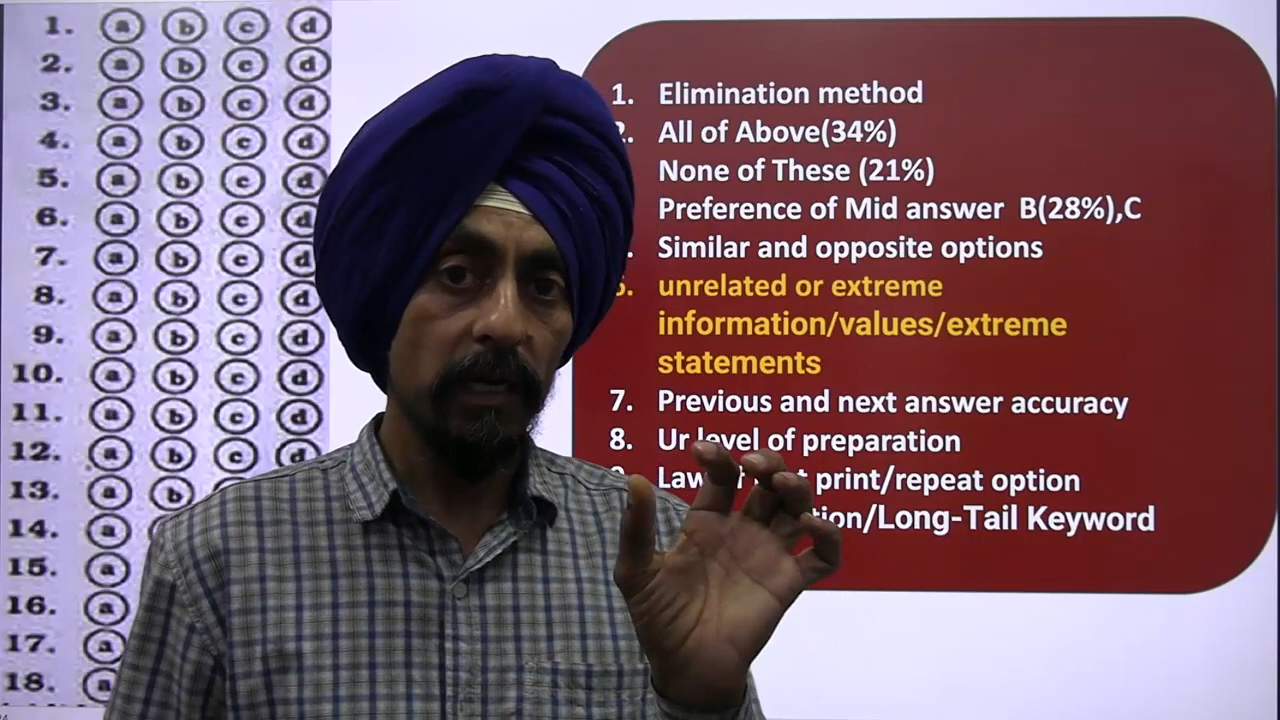 1. a b c d
2. a b c d
3. a b c d
4. a b c d
5. a b c d
6. a b c d
7. a b c d
8. a b c d
9. a b c d
10. a b c d
11. a b c d
12. a b c d
13. a b
14. a
15. a
16. a
17. a
18. a
1. Elimination method
All of Above(34%)
None of These (21%)
Preference of Mid answer B(28%),C
Similar and opposite options
unrelated or extreme
information/values/extreme
statements
7. Previous and next answer accuracy
8. Ur level of preparation
print/repeat option
Long-Tail Keyword